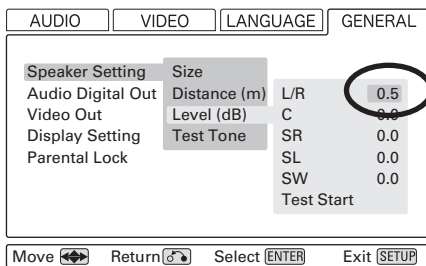 AUDIO VIDEO LANGUAGE GENERAL
Speaker Setting Size
Audio Digital Out Distance (m) L/R 0.5
Video Out Level (dB) C 0.0
Display Setting Test Tone SR 0.0
Parental Lock SL 0.0
SW 0.0
Test Start
Move Return Select ENTER Exit SETUP